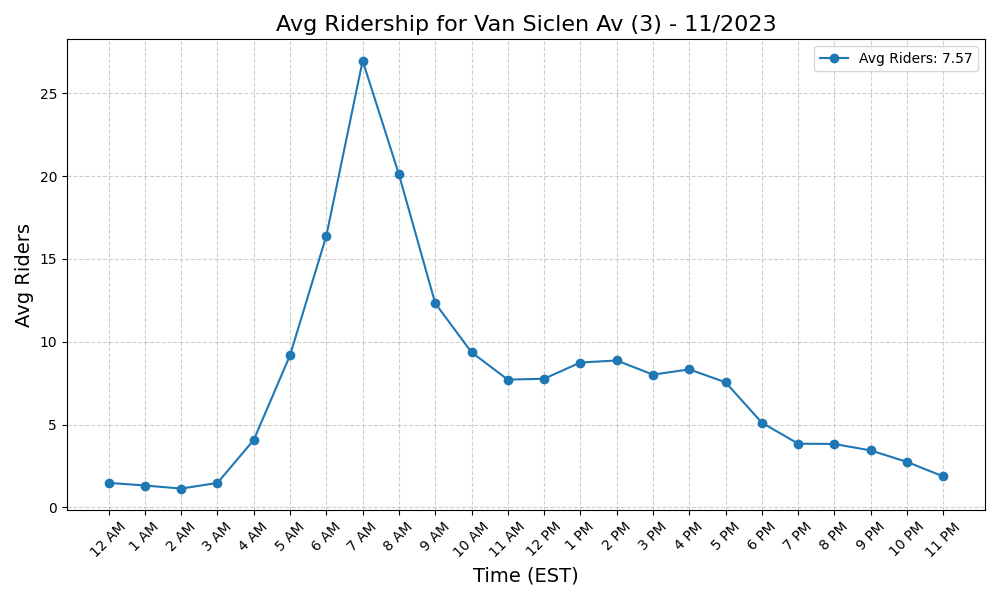 Avg Ridership for Van Siclen Av (3) - 11/2023
Avg Riders: 7.57
Avg Riders
25
20
15
10
5
0
12 AM
1 AM
2 AM
3 AM
4 AM
5 AM
6 AM
7 AM
8 AM
9 AM
10 AM
11 AM
12 PM
1 PM
2 PM
3 PM
4 PM
5 PM
6 PM
7 PM
8 PM
9 PM
10 PM
11 PM
Time (EST)